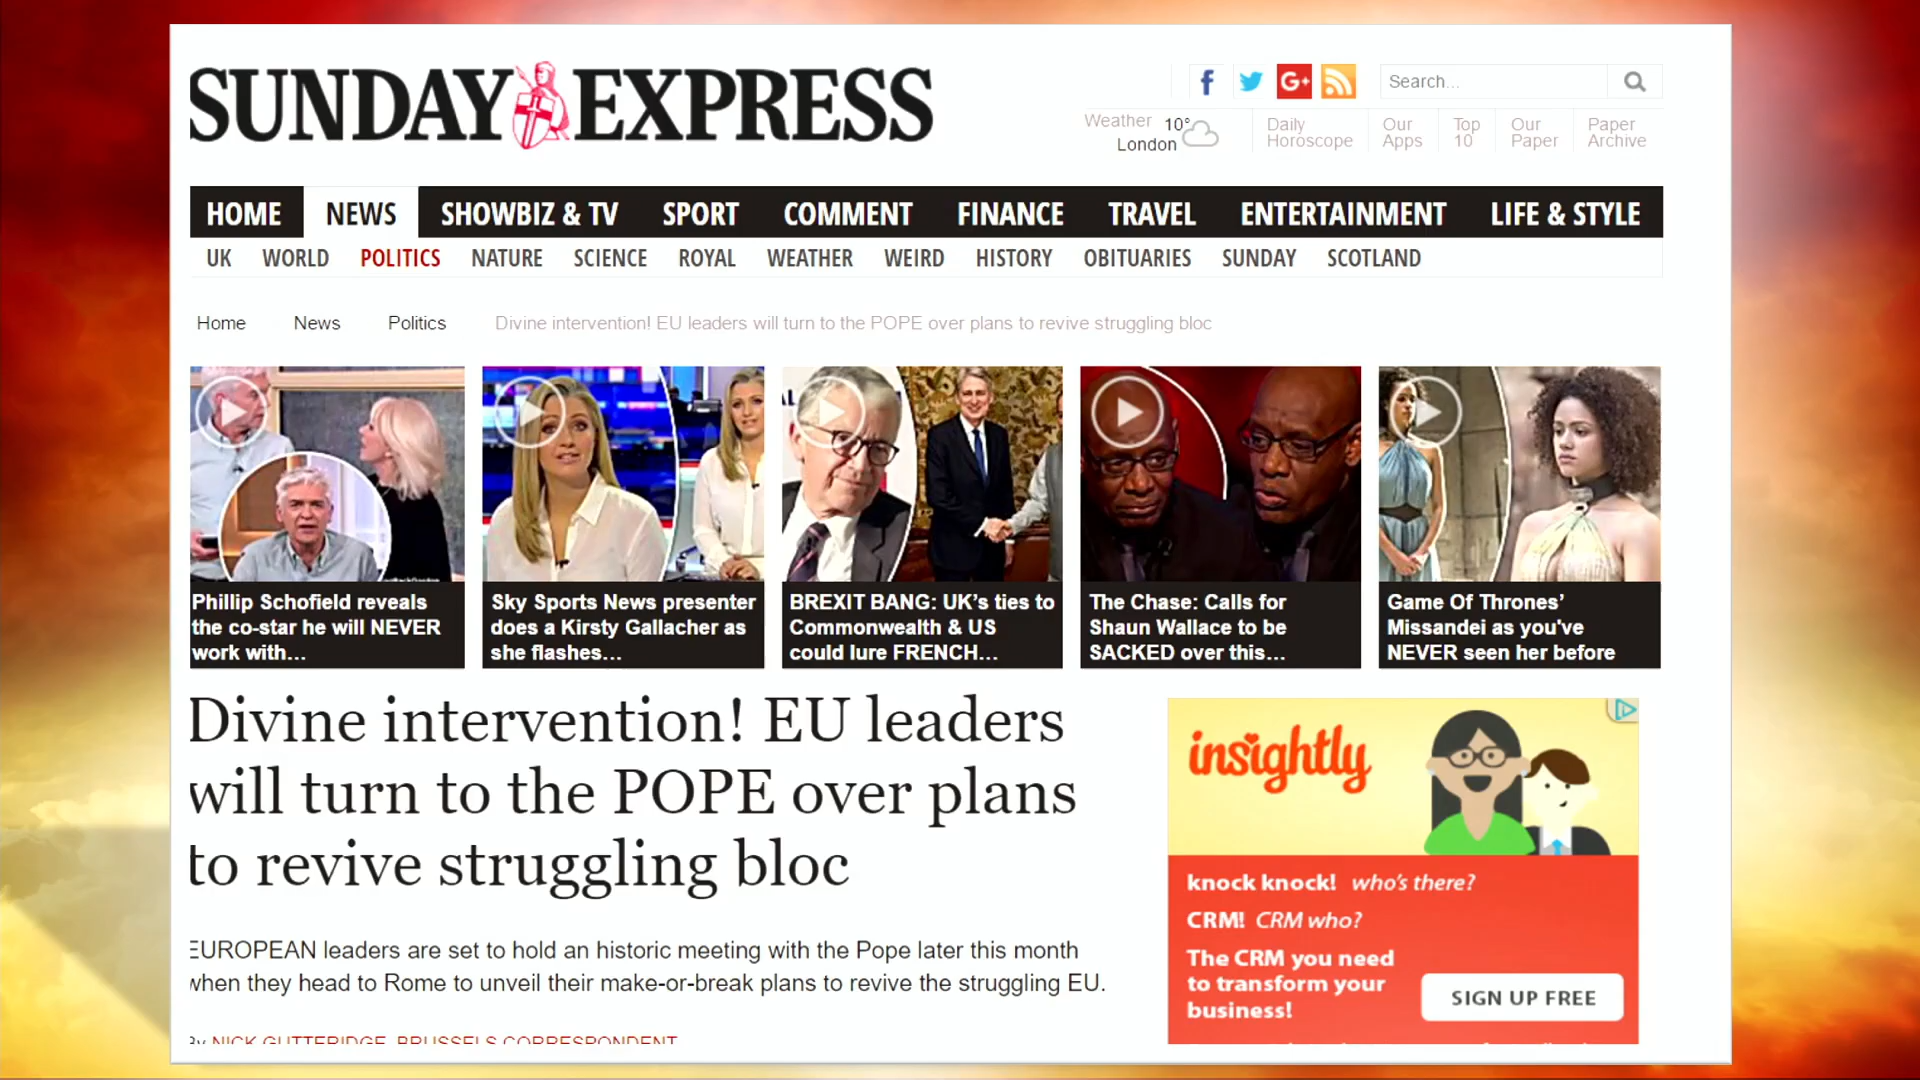 SUNDAY EXPRESS
Search...
Weather 10°
London
Daily Horoscope
Our Apps
Top 10
Our Paper
Paper Archive
HOME NEWS SHOWBIZ & TV SPORT COMMENT FINANCE TRAVEL ENTERTAINMENT LIFE & STYLE
UK WORLD POLITICS NATURE SCIENCE ROYAL WEATHER WEIRD HISTORY OBITUARIES SUNDAY SCOTLAND
Home News Politics Divine intervention! EU leaders will turn to the POPE over plans to revive struggling bloc
Phillip Schofield reveals
the co-star he will NEVER
work with...
Sky Sports News presenter
does a Kirsty Gallacher as
she flashes...
BREXIT BANG: UK’s ties to
Commonwealth & US
could lure FRENCH...
The Chase: Calls for
Shaun Wallace to be
SACKED over this...
Game Of Thrones’
Missandei as you've
NEVER seen her before
Divine intervention! EU leaders
will turn to the POPE over plans
to revive struggling bloc
EUROPEAN leaders are set to hold an historic meeting with the Pope later this month
when they head to Rome to unveil their make-or-break plans to revive the struggling EU.
By NICK GUTTERIDGE, BRUSSELS CORRESPONDENT
insightly
knock knock! who's there?
CRM! CRM who?
The CRM you need
to transform your
business!
SIGN UP FREE